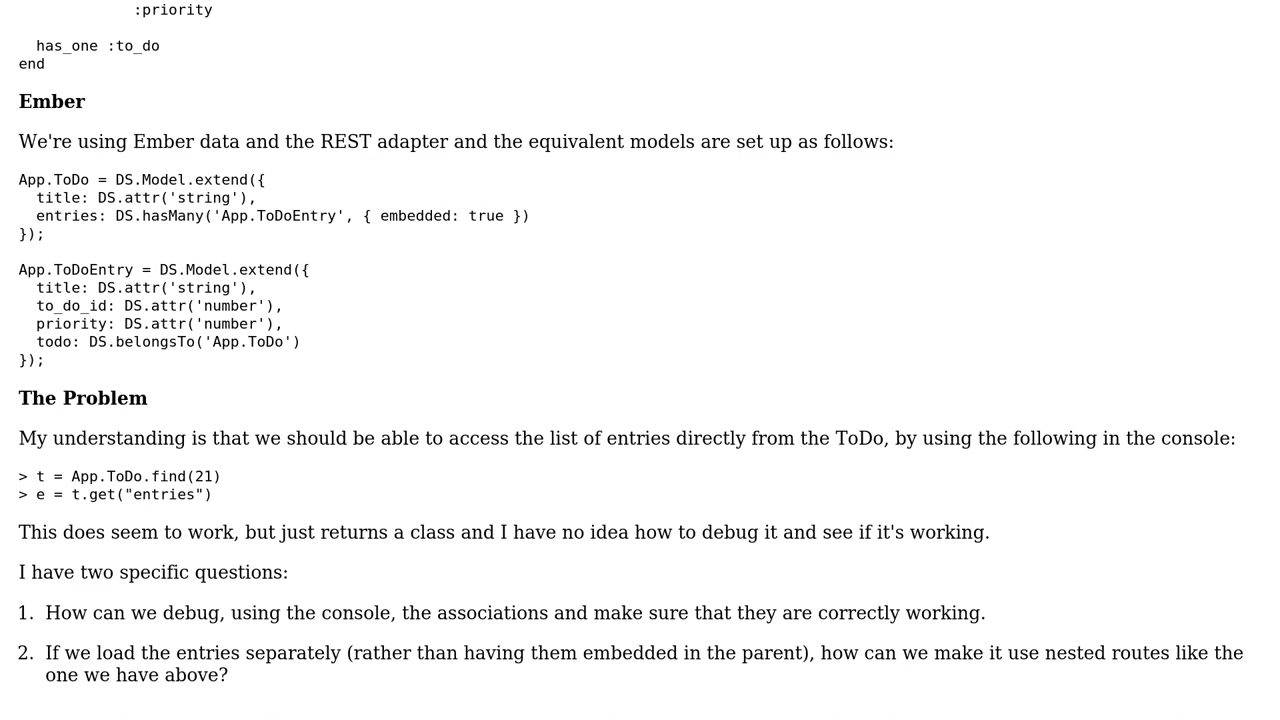 :priority
has_one :to_do
end
Ember
We're using Ember data and the REST adapter and the equivalent models are set up as follows:
App.ToDo = DS.Model.extend({
title: DS.attr('string'),
entries: DS.hasMany('App.ToDoEntry', { embedded: true })
});
App.ToDoEntry = DS.Model.extend({
title: DS.attr('string'),
to_do_id: DS.attr('number'),
priority: DS.attr('number'),
todo: DS.belongsTo('App.ToDo')
});
The Problem
My understanding is that we should be able to access the list of entries directly from the ToDo, by using the following in the console:
> t = App.ToDo.find(21)
> e = t.get("entries")
This does seem to work, but just returns a class and I have no idea how to debug it and see if it's working.
I have two specific questions:
1. How can we debug, using the console, the associations and make sure that they are correctly working.
2. If we load the entries separately (rather than having them embedded in the parent), how can we make it use nested routes like the
one we have above?